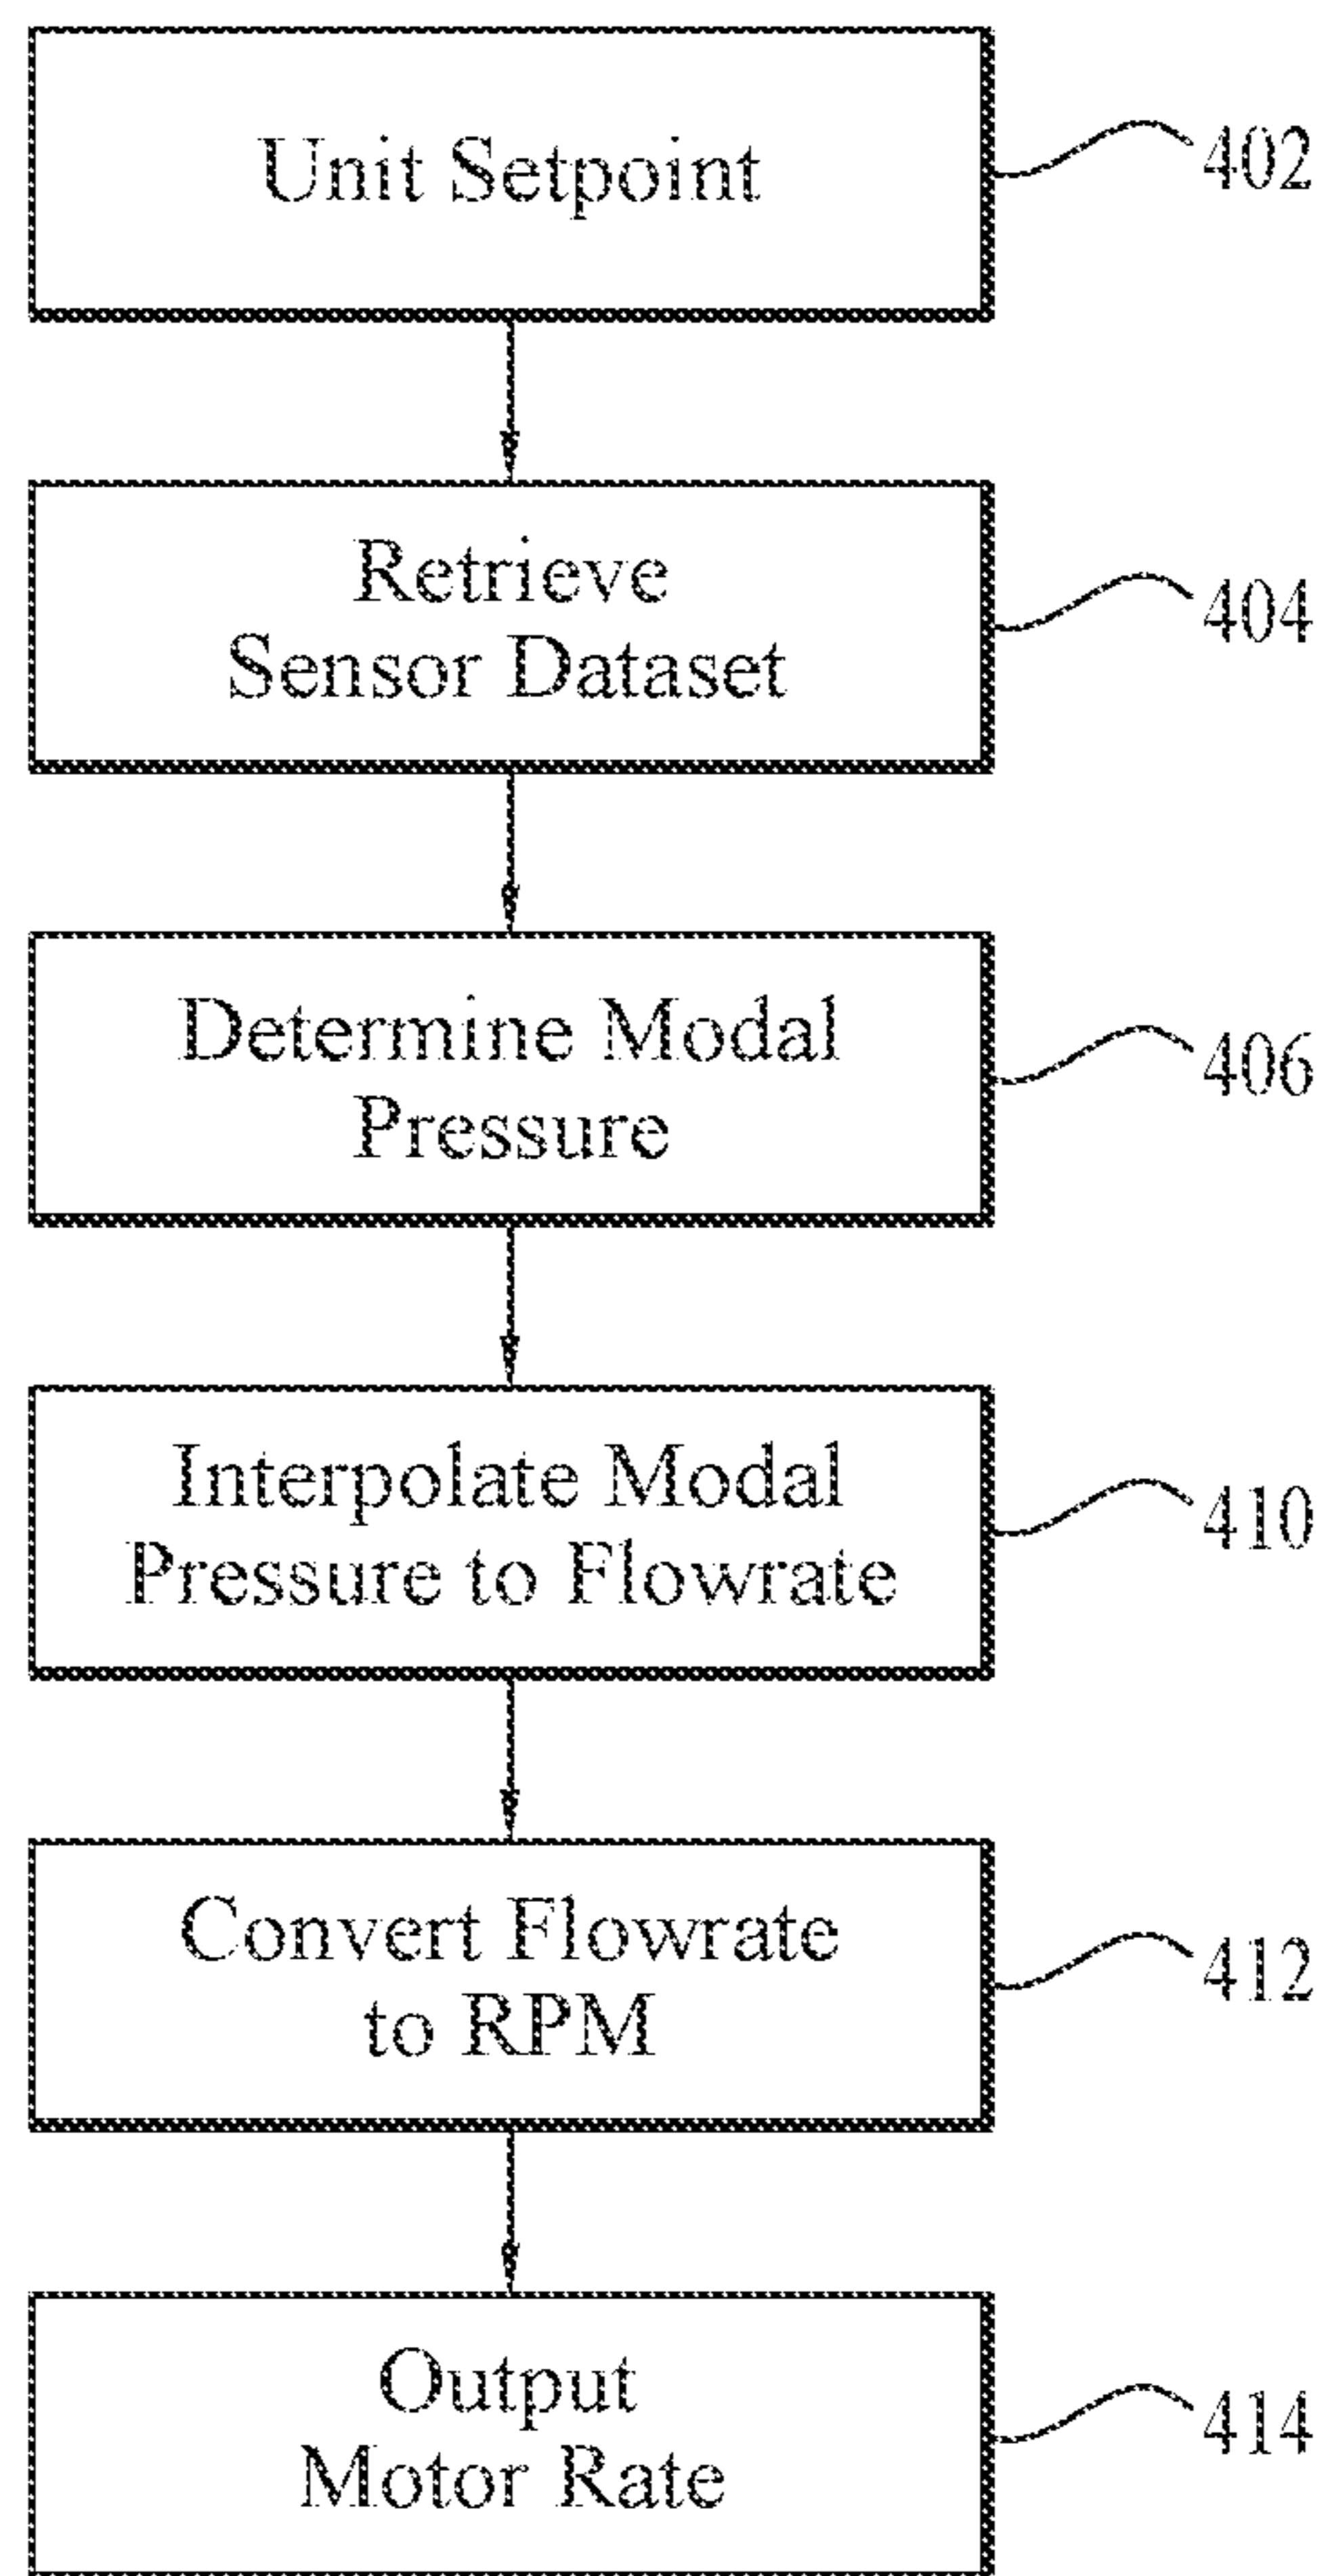 Unit Setpoint
402
Retrieve
Sensor Dataset
404
Determine Modal
Pressure
406
Interpolate Modal
Pressure to Flowrate
410
Convert Flowrate
to RPM
412
Output
Motor Rate
414